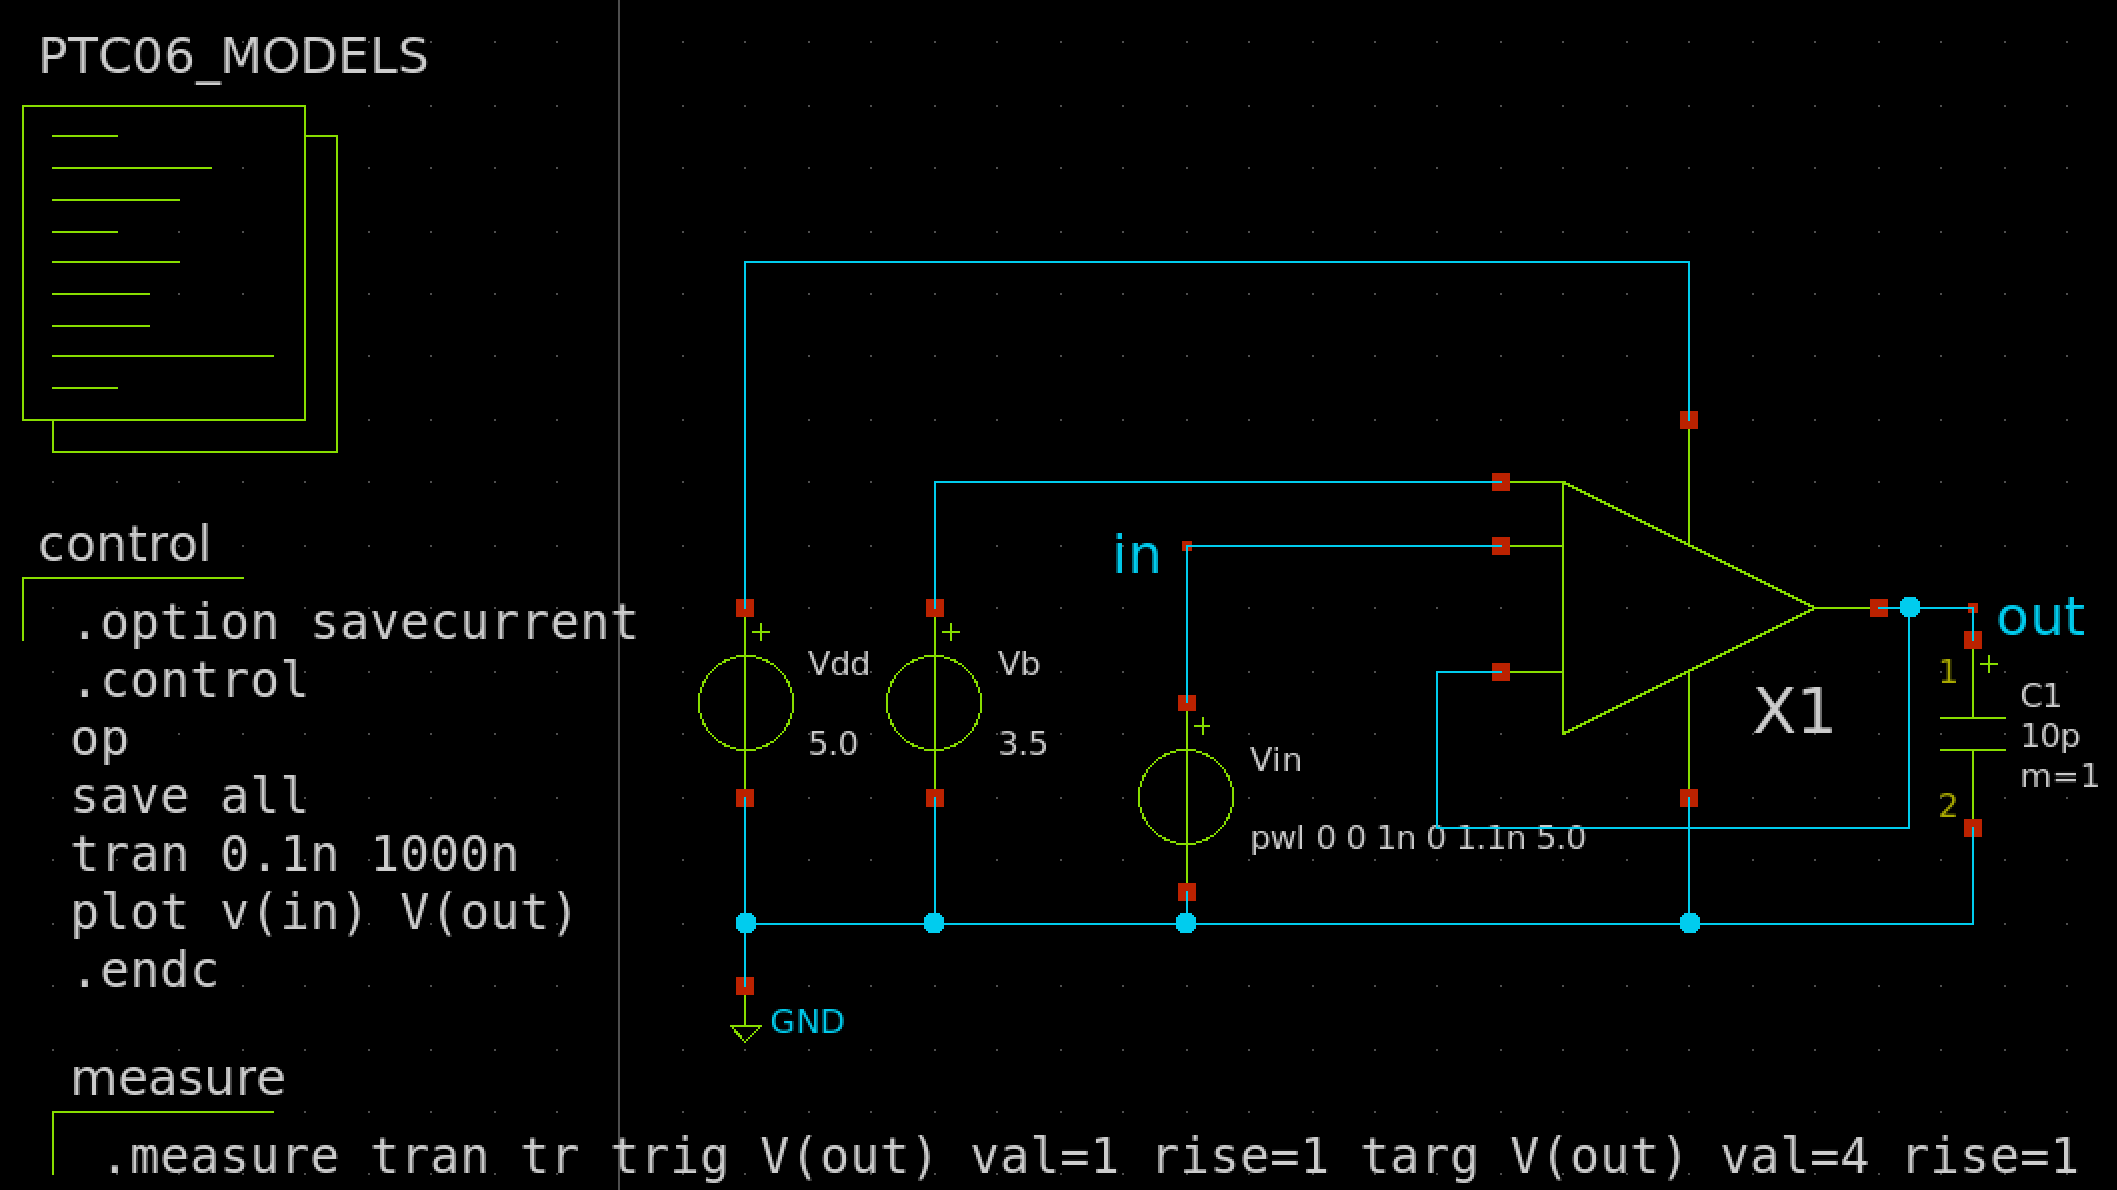 PTC06_MODELS
control
.option savecurrent
.control
op
save all
tran 0.1n 1000n
plot v(in) V(out)
.endc
measure
.measure tran tr trig V(out) val=1 rise=1 targ V(out) val=4 rise=1
Vdd
5.0
Vb
3.5
in
Vin
pwl 0 0 1n 0 1.1n 5.0
X1
out
1
C1
10p
m=1
2
GND